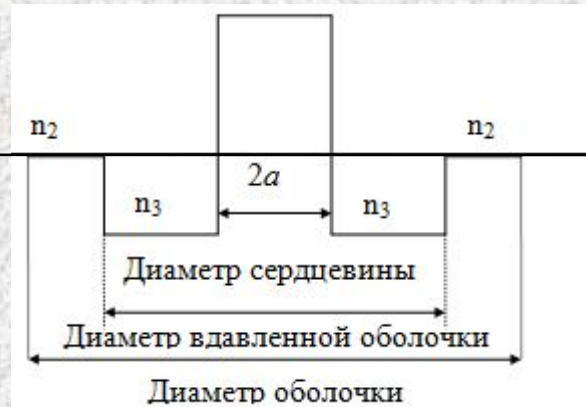 n₂ n₂
2a
n₃ n₃
Диаметр сердцевины
Диаметр вдавленной оболочки
Диаметр оболочки